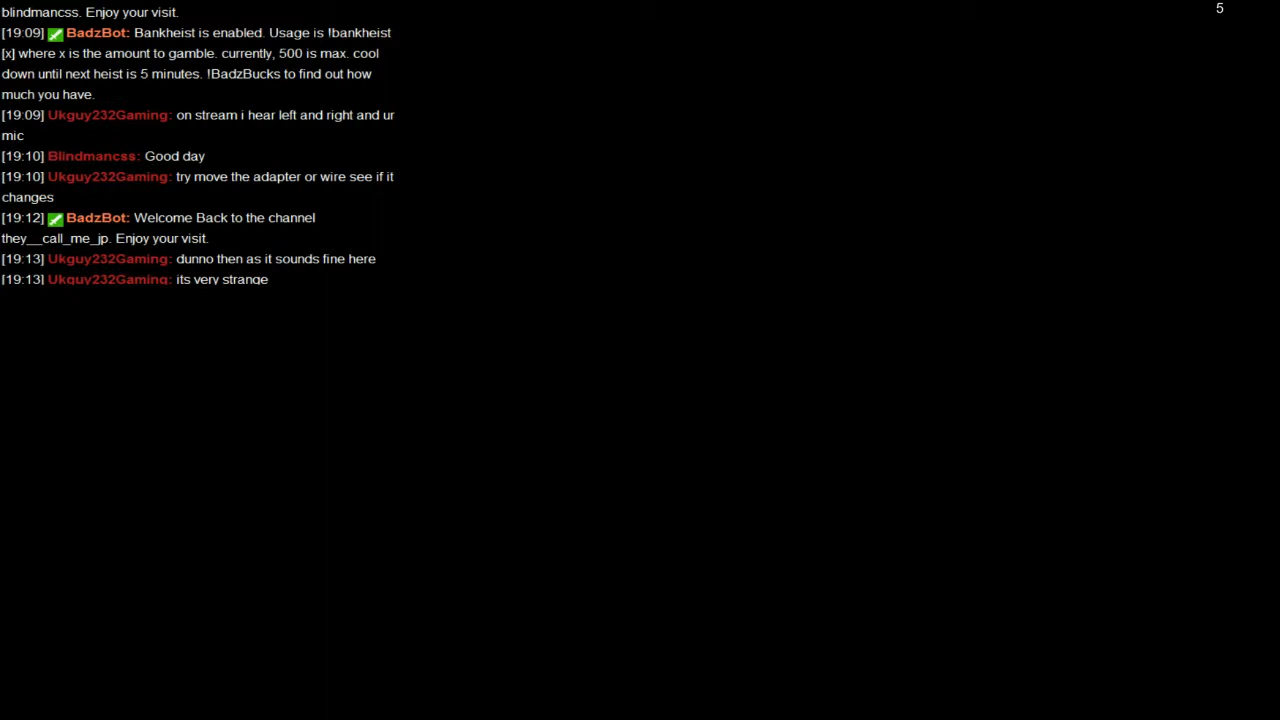 blindmancss. Enjoy your visit.
5
[19:09] BadzBot: Bankheist is enabled. Usage is !bankheist
[x] where x is the amount to gamble. currently, 500 is max. cool
down until next heist is 5 minutes. !BadzBucks to find out how
much you have.
[19:09] Ukguy232Gaming: on stream i hear left and right and ur
mic
[19:10] Blindmancss: Good day
[19:10] Ukguy232Gaming: try move the adapter or wire see if it
changes
[19:12] BadzBot: Welcome Back to the channel
they__call_me_jp. Enjoy your visit.
[19:13] Ukguy232Gaming: dunno then as it sounds fine here
[19:13] Ukguy232Gaming: its very strange